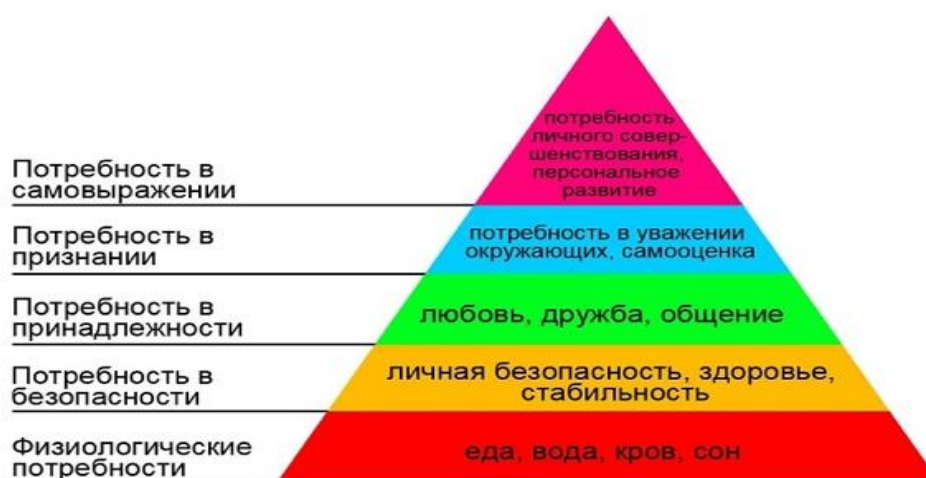 потребность
личного совер-
шенствования,
персональное
развитие
Потребность в
самовыражении
потребность в уважении
окружающих, самооценка
Потребность в
признании
любовь, дружба, общение
Потребность в
принадлежности
личная безопасность, здоровье,
стабильность
Потребность в
безопасности
еда, вода, кров, сон
Физиологические
потребности